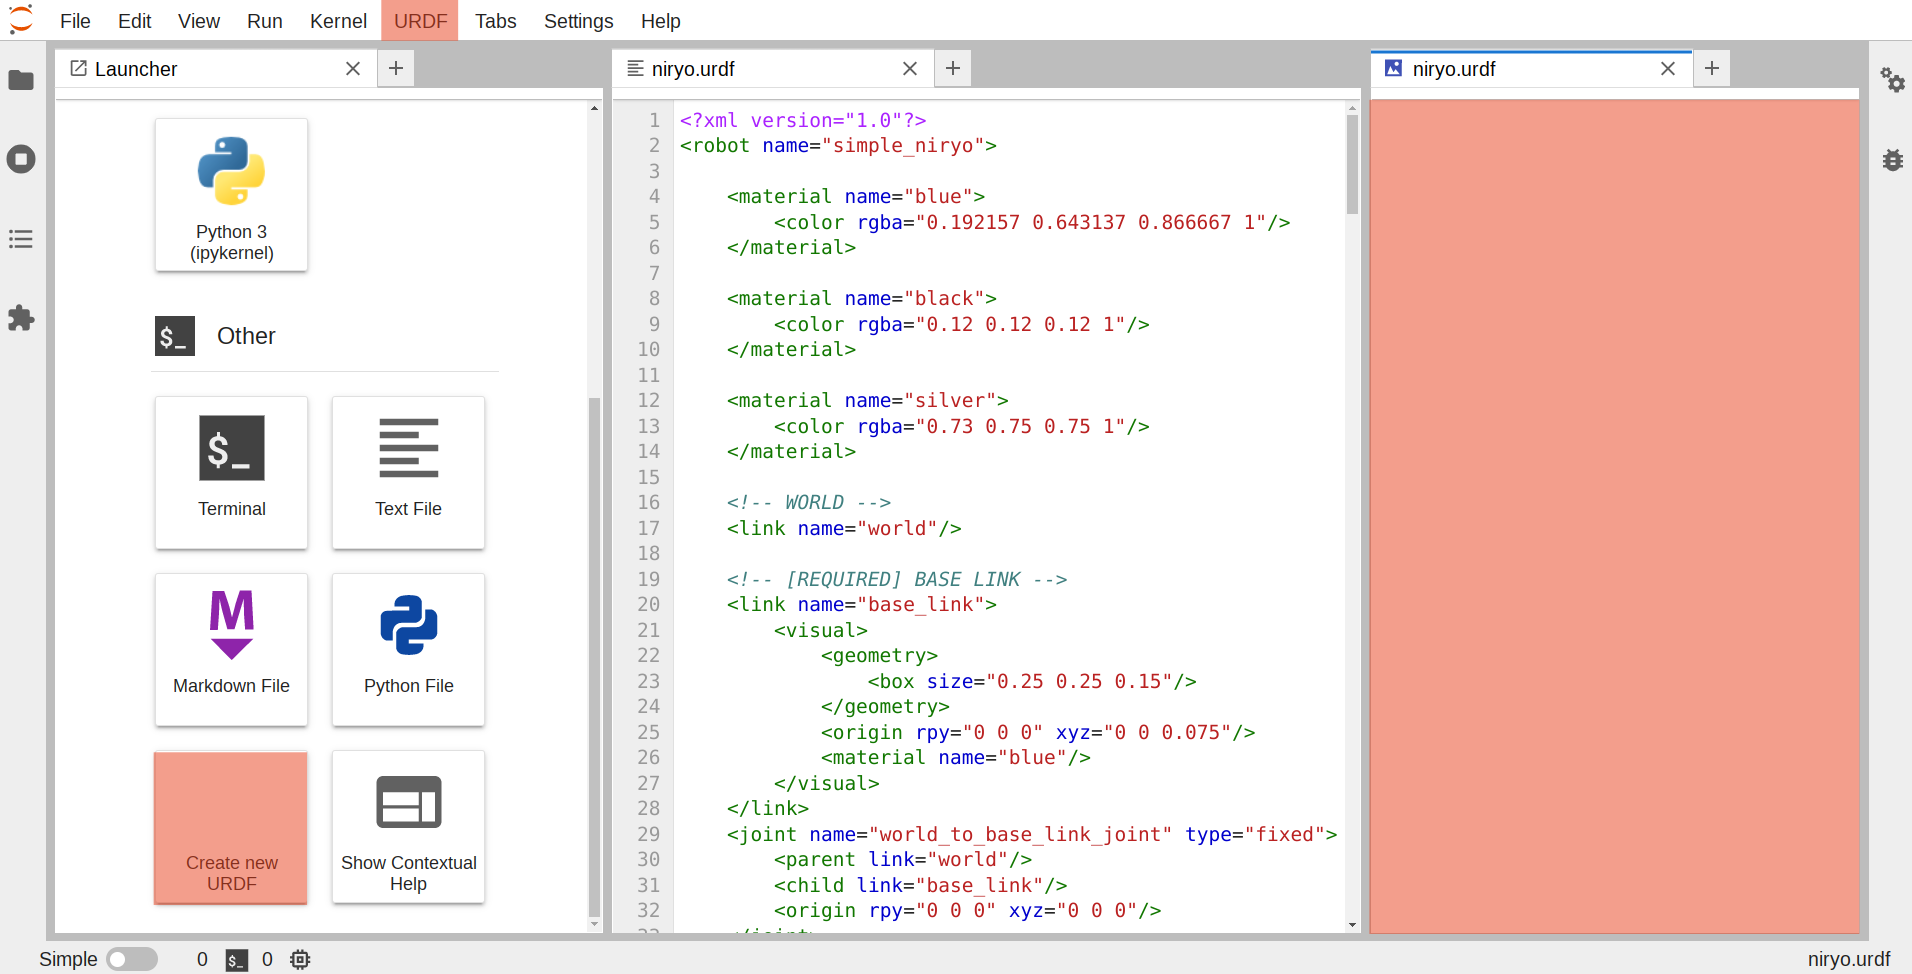 File Edit View Run Kernel URDF Tabs Settings Help
Launcher
niryo.urdf
niryo.urdf
Python 3
(ipykernel)
$_ Other
$_
Terminal
Text File
M
Markdown File
Python File
Create new
URDF
Show Contextual
Help
1 <?xml version="1.0"?>
2 <robot name="simple_niryo">
3
4 <material name="blue">
5 <color rgba="0.192157 0.643137 0.866667 1"/>
6 </material>
7
8 <material name="black">
9 <color rgba="0.12 0.12 0.12 1"/>
10 </material>
11
12 <material name="silver">
13 <color rgba="0.73 0.75 0.75 1"/>
14 </material>
15
16 <!-- WORLD -->
17 <link name="world"/>
18
19 <!-- [REQUIRED] BASE LINK -->
20 <link name="base_link">
21 <visual>
22 <geometry>
23 <box size="0.25 0.25 0.15"/>
24 </geometry>
25 <origin rpy="0 0 0" xyz="0 0 0.075"/>
26 <material name="blue"/>
27 </visual>
28 </link>
29 <joint name="world_to_base_link_joint" type="fixed">
30 <parent link="world"/>
31 <child link="base_link"/>
32 <origin rpy="0 0 0" xyz="0 0 0"/>
33 </joint>
Simple 0 $_ 0
niryo.urdf